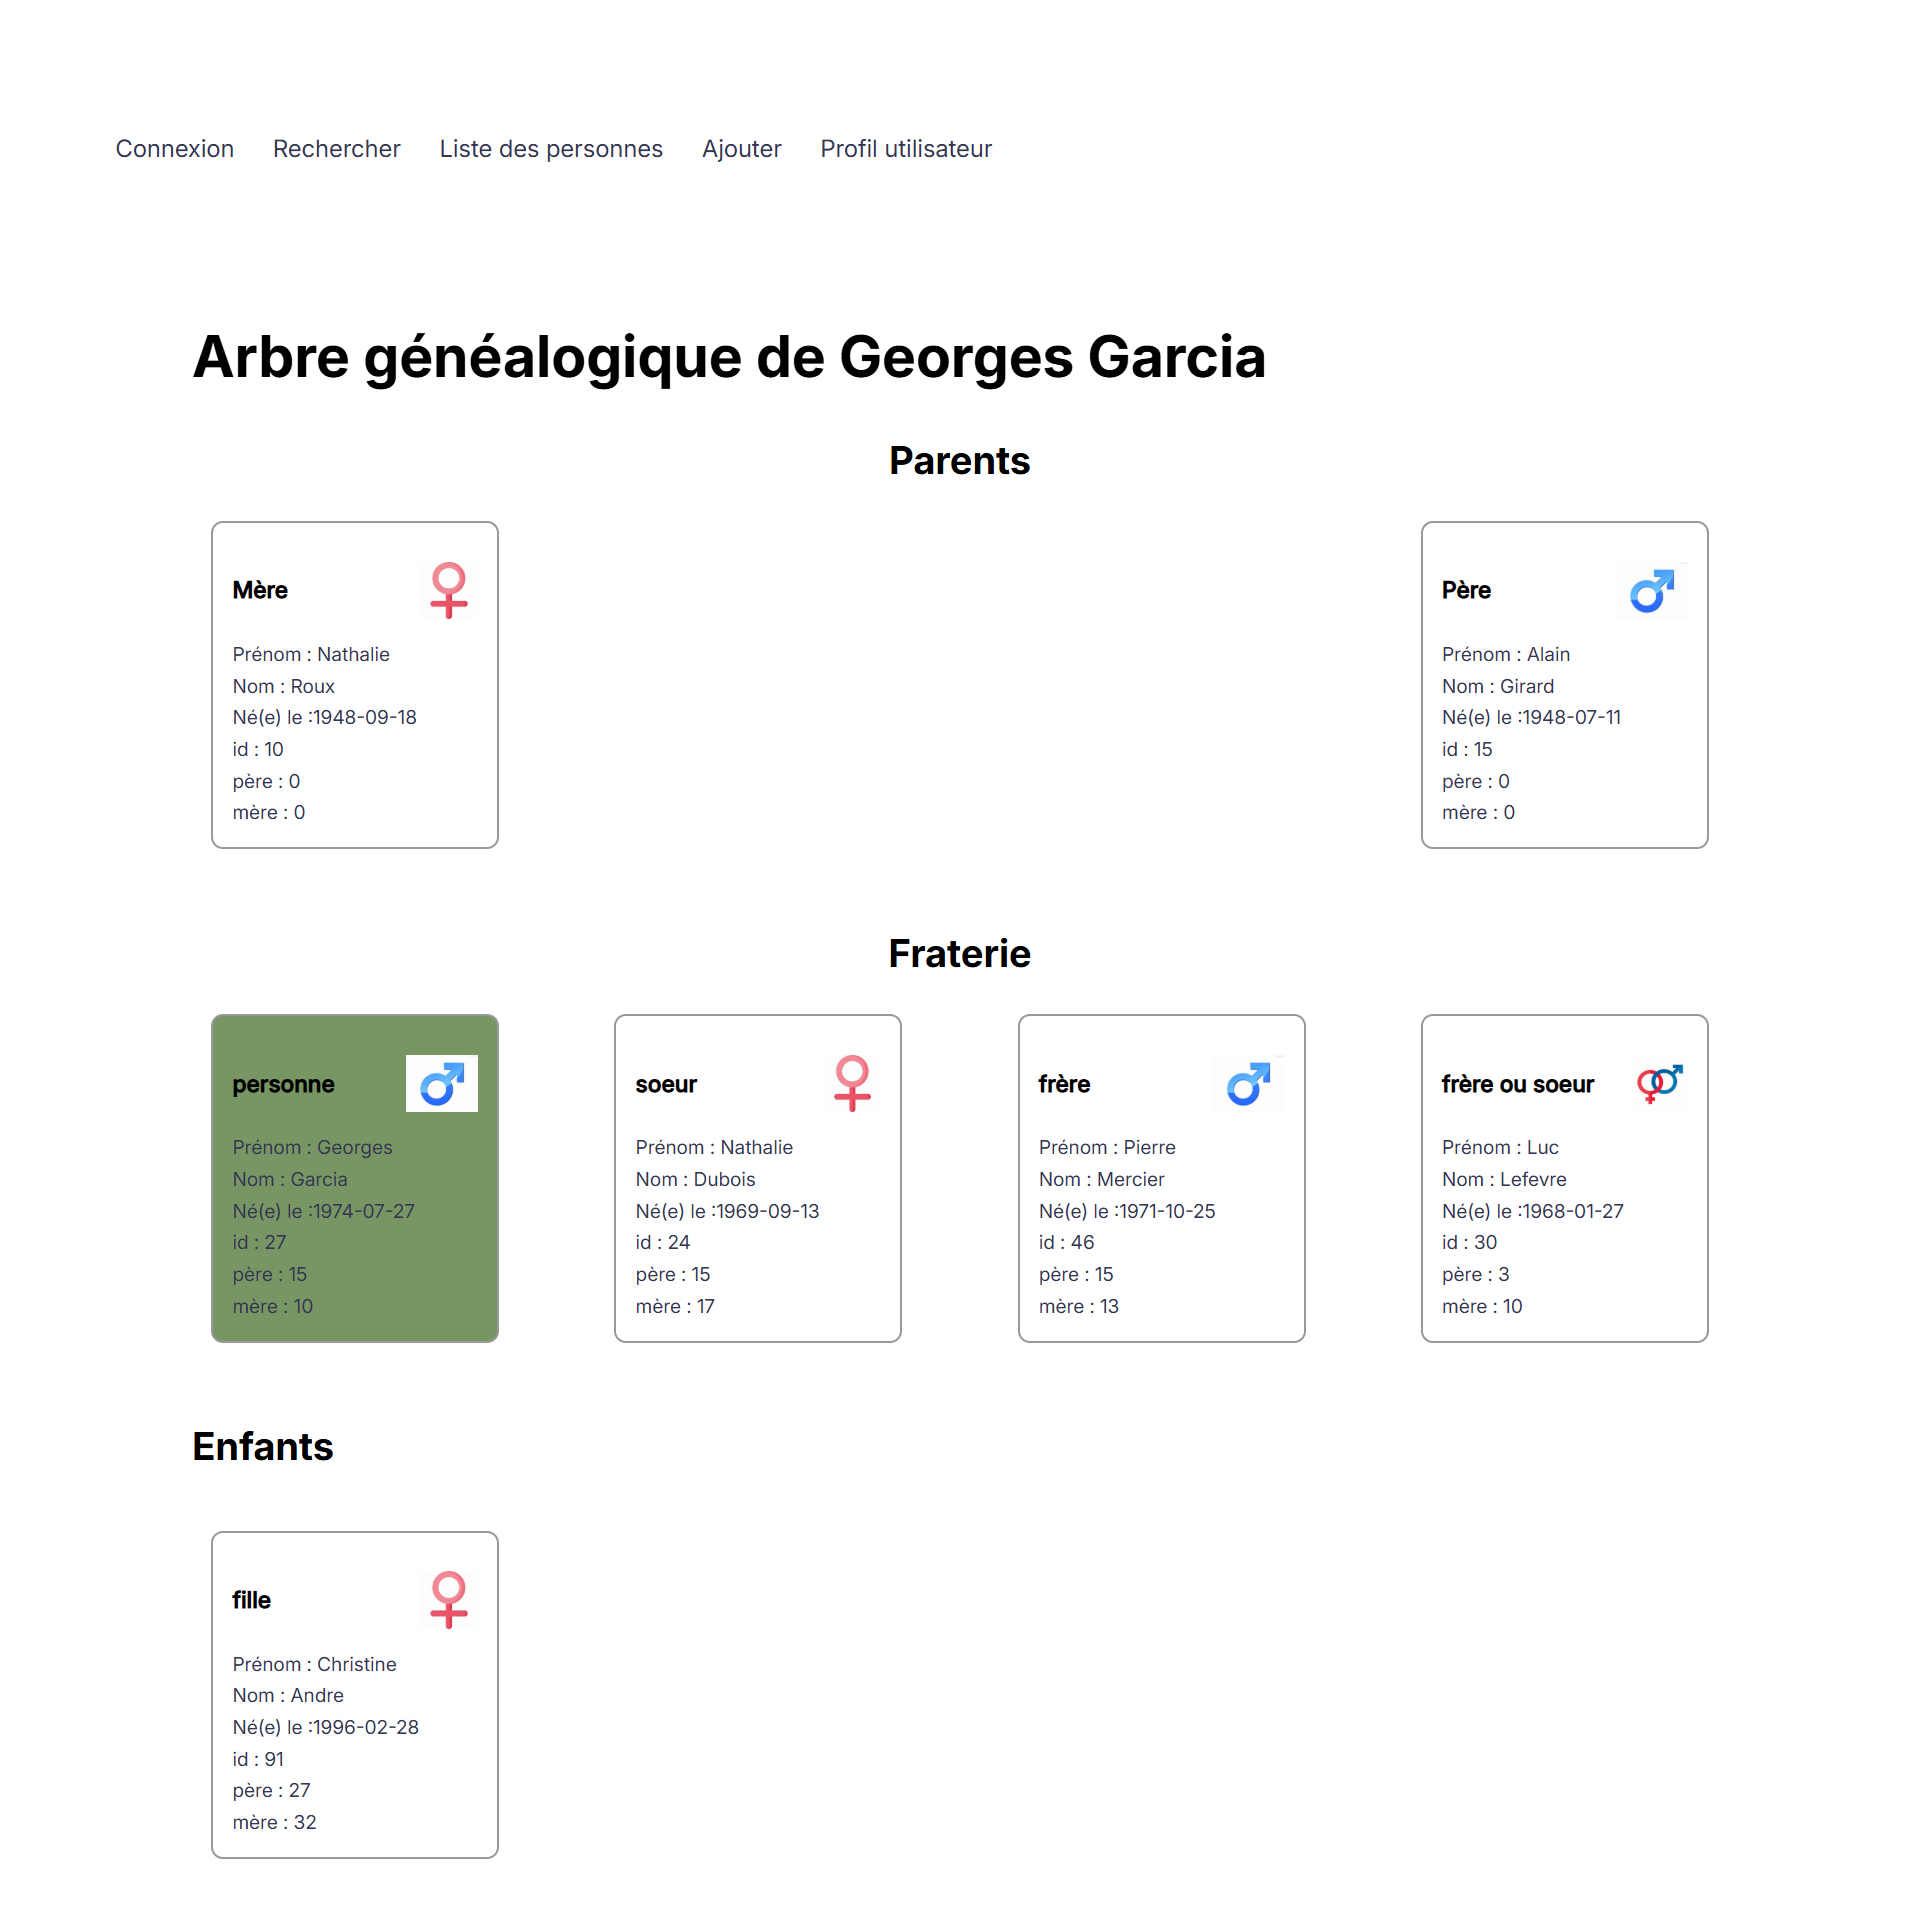 Connexion Rechercher Liste des personnes Ajouter Profil utilisateur
Arbre généalogique de Georges Garcia
Parents
Mère
Prénom : Nathalie
Nom : Roux
Né(e) le :1948-09-18
id : 10
père : 0
mère : 0
Père
Prénom : Alain
Nom : Girard
Né(e) le :1948-07-11
id : 15
père : 0
mère : 0
Fraterie
personne
Prénom : Georges
Nom : Garcia
Né(e) le :1974-07-27
id : 27
père : 15
mère : 10
soeur
Prénom : Nathalie
Nom : Dubois
Né(e) le :1969-09-13
id : 24
père : 15
mère : 17
frère
Prénom : Pierre
Nom : Mercier
Né(e) le :1971-10-25
id : 46
père : 15
mère : 13
frère ou soeur
Prénom : Luc
Nom : Lefevre
Né(e) le :1968-01-27
id : 30
père : 3
mère : 10
Enfants
fille
Prénom : Christine
Nom : Andre
Né(e) le :1996-02-28
id : 91
père : 27
mère : 32